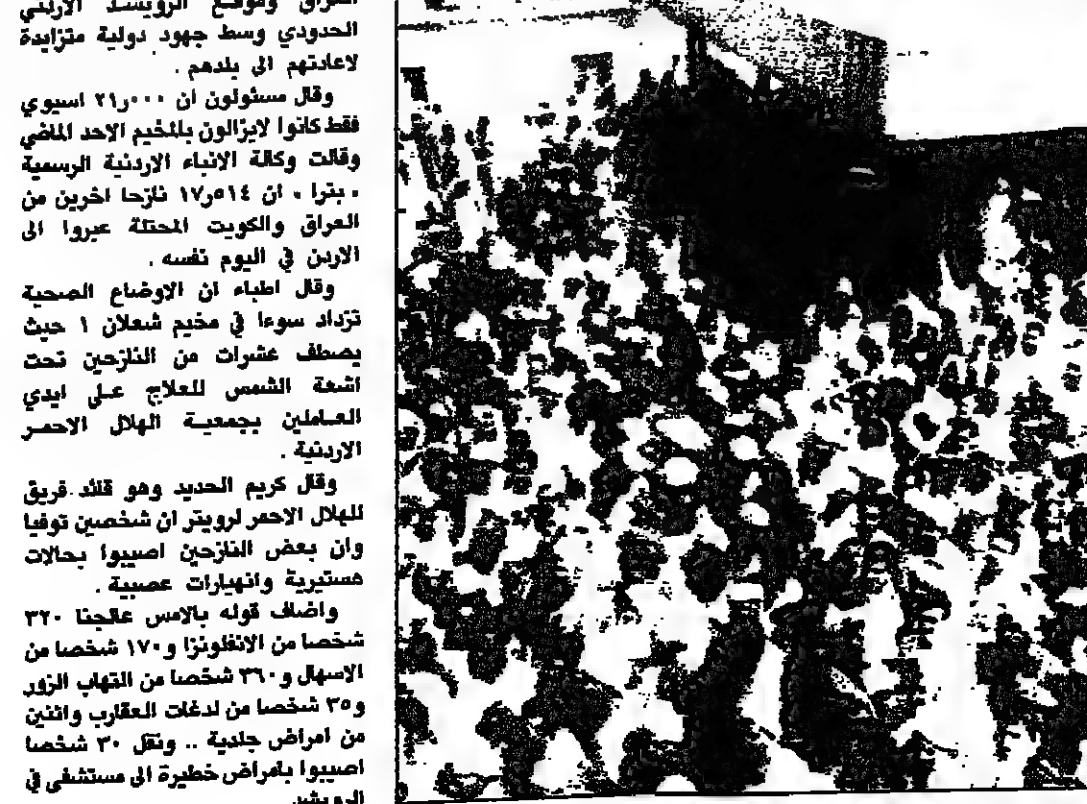 العراق وموقع الرويشد الاردني
الحدودي وسط جهود دولية متزايدة
لاعادتهم الى بلدهم .
وقال مسئولون ان ٢١٫٠٠٠ اسيوي
فقط كانوا لايزالون بالمخيم الاحد الماضي
وقالت وكالة الانباء الاردنية الرسمية
« بترا » ان ١٧٫٥١٤ نازحا اخرين من
العراق والكويت المحتلة عبروا الى
الاردن في اليوم نفسه .
وقال اطباء ان الاوضاع الصحية
تزداد سوءا في مخيم شعلان ١ حيث
يصطف عشرات من النازحين تحت
اشعة الشمس للعلاج على ايدي
العاملين بجمعية الهلال الاحمر
الاردنية .
وقال كريم الحديد وهو قائد فريق
للهلال الاحمر لرويتر ان شخصين توفيا
وان بعض النازحين اصيبوا بحالات
هستيرية وانهيارات عصبية .
واضاف قوله بالامس عالجنا ٣٢٠
شخصا من الانفلونزا و١٧٠ شخصا من
الاسهال و٣٦٠ شخصا من التهاب الزور
و٣٥ شخصا من لدغات العقارب واثنين
من امراض جلدية .. ونقل ٣٠ شخصا
اصيبوا بامراض خطيرة الى مستشفى في
الرويشد